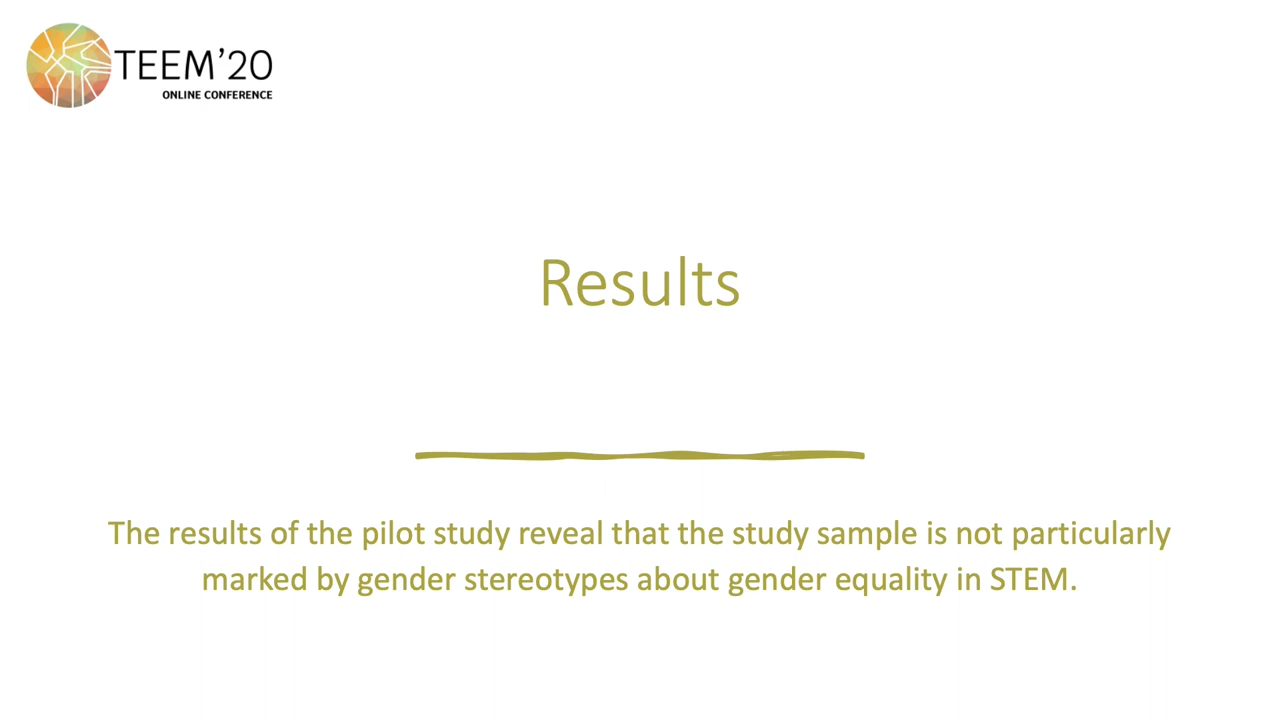 TEEM'20
ONLINE CONFERENCE
Results
The results of the pilot study reveal that the study sample is not particularly
marked by gender stereotypes about gender equality in STEM.